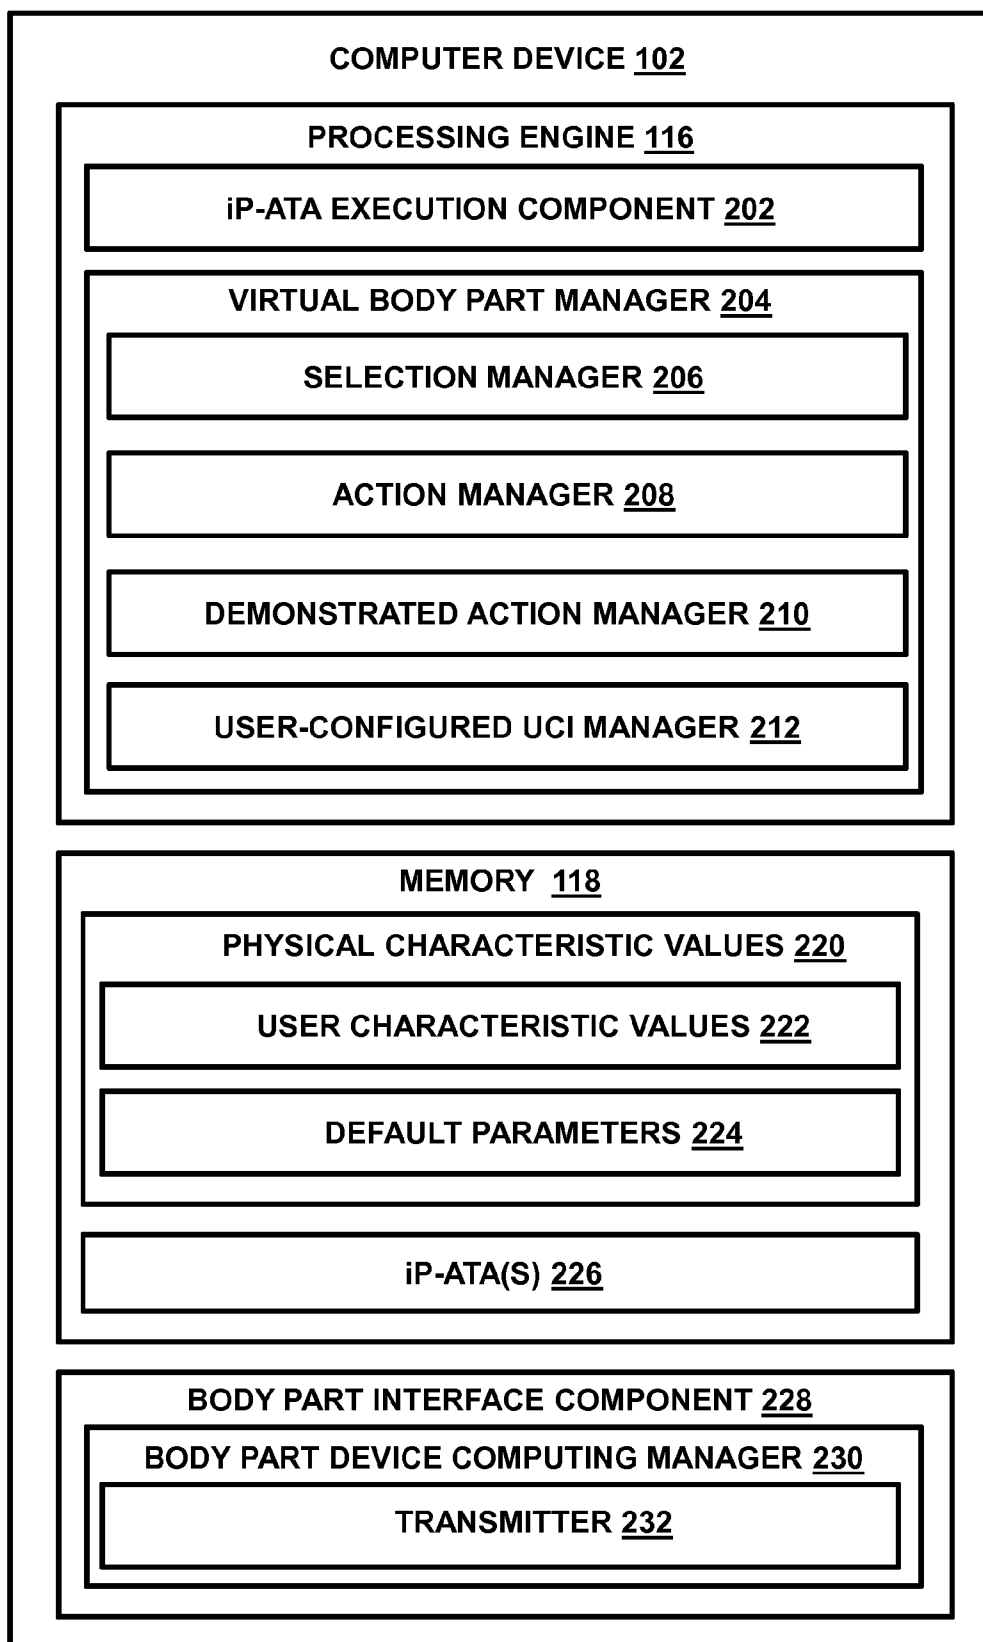 COMPUTER DEVICE 102
PROCESSING ENGINE 116
iP-ATA EXECUTION COMPONENT 202
VIRTUAL BODY PART MANAGER 204
SELECTION MANAGER 206
ACTION MANAGER 208
DEMONSTRATED ACTION MANAGER 210
USER-CONFIGURED UCI MANAGER 212
MEMORY 118
PHYSICAL CHARACTERISTIC VALUES 220
USER CHARACTERISTIC VALUES 222
DEFAULT PARAMETERS 224
iP-ATA(S) 226
BODY PART INTERFACE COMPONENT 228
BODY PART DEVICE COMPUTING MANAGER 230
TRANSMITTER 232